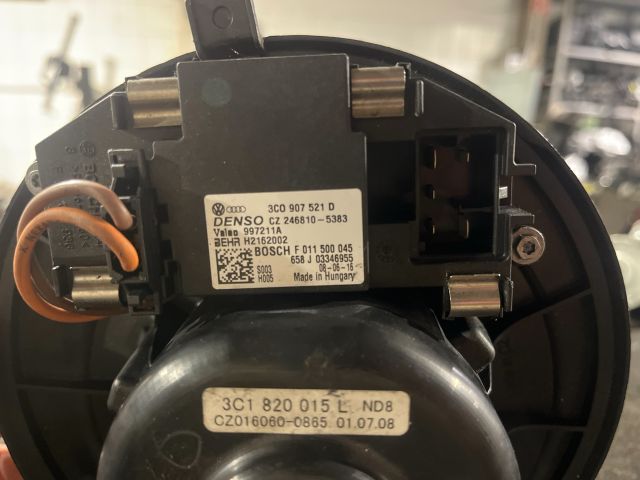 3C0 907 521 D
DENSO CZ 246810-5383
Valeo 997211A
BEHR H2162002
BOSCH F 011 500 045
658 J 03346955
S003 08-06-16
H005 Made in Hungary
3C1 820 015 L ND8
CZ016060-0865 01.07.08